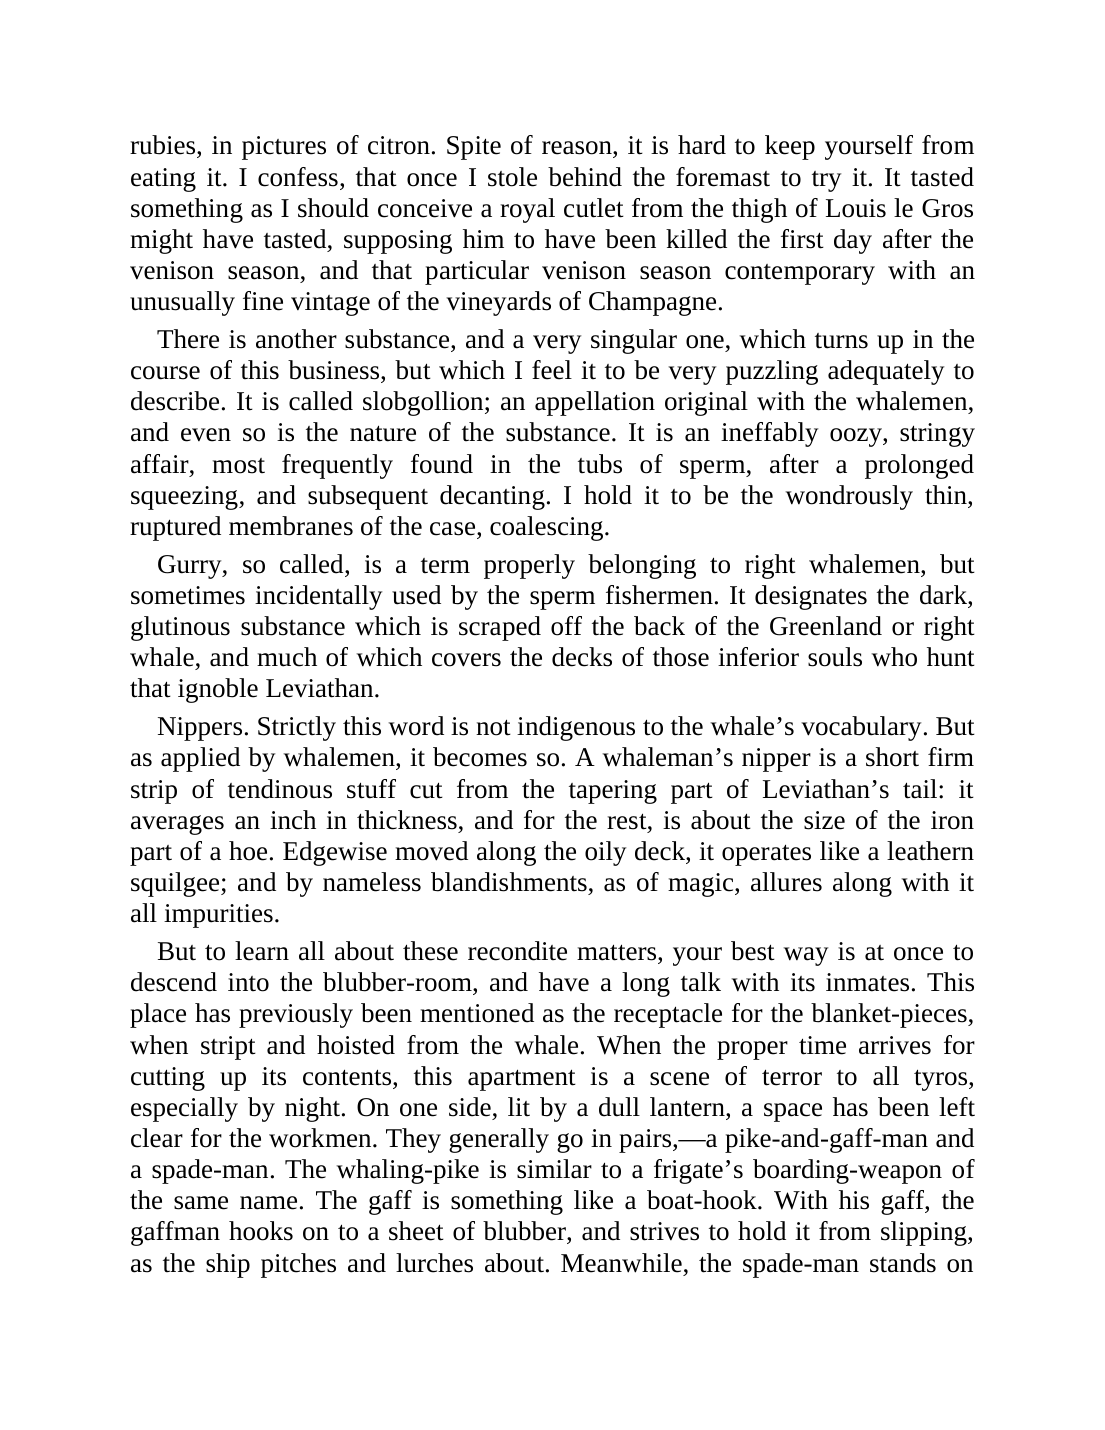 rubies, in pictures of citron. Spite of reason, it is hard to keep yourself from
eating it. I confess, that once I stole behind the foremast to try it. It tasted
something as I should conceive a royal cutlet from the thigh of Louis le Gros
might have tasted, supposing him to have been killed the first day after the
venison season, and that particular venison season contemporary with an
unusually fine vintage of the vineyards of Champagne.
There is another substance, and a very singular one, which turns up in the
course of this business, but which I feel it to be very puzzling adequately to
describe. It is called slobgollion; an appellation original with the whalemen,
and even so is the nature of the substance. It is an ineffably oozy, stringy
affair, most frequently found in the tubs of sperm, after a prolonged
squeezing, and subsequent decanting. I hold it to be the wondrously thin,
ruptured membranes of the case, coalescing.
Gurry, so called, is a term properly belonging to right whalemen, but
sometimes incidentally used by the sperm fishermen. It designates the dark,
glutinous substance which is scraped off the back of the Greenland or right
whale, and much of which covers the decks of those inferior souls who hunt
that ignoble Leviathan.
Nippers. Strictly this word is not indigenous to the whale’s vocabulary. But
as applied by whalemen, it becomes so. A whaleman’s nipper is a short firm
strip of tendinous stuff cut from the tapering part of Leviathan’s tail: it
averages an inch in thickness, and for the rest, is about the size of the iron
part of a hoe. Edgewise moved along the oily deck, it operates like a leathern
squilgee; and by nameless blandishments, as of magic, allures along with it
all impurities.
But to learn all about these recondite matters, your best way is at once to
descend into the blubber-room, and have a long talk with its inmates. This
place has previously been mentioned as the receptacle for the blanket-pieces,
when stript and hoisted from the whale. When the proper time arrives for
cutting up its contents, this apartment is a scene of terror to all tyros,
especially by night. On one side, lit by a dull lantern, a space has been left
clear for the workmen. They generally go in pairs,—a pike-and-gaff-man and
a spade-man. The whaling-pike is similar to a frigate’s boarding-weapon of
the same name. The gaff is something like a boat-hook. With his gaff, the
gaffman hooks on to a sheet of blubber, and strives to hold it from slipping,
as the ship pitches and lurches about. Meanwhile, the spade-man stands on